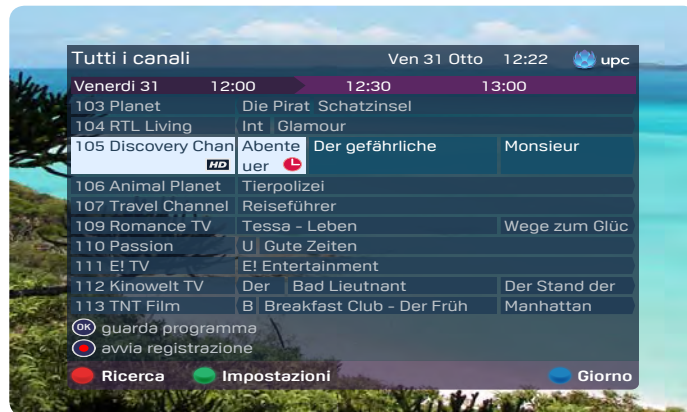 Tutti i canali Ven 31 Otto 12:22 upc
Venerdi 31 12:00 12:30 13:00
103 Planet Die Pirat Schatzinsel
104 RTL Living Int Glamour
105 Discovery Chan Abente Der gefährliche Monsieur
HD uer
106 Animal Planet Tierpolizei
107 Travel Channel Reiseführer
109 Romance TV Tessa - Leben Wege zum Glüc
110 Passion U Gute Zeiten
111 E! TV E! Entertainment
112 Kinowelt TV Der Bad Lieutnant Der Stand der
113 TNT Film B Breakfast Club - Der Früh Manhattan
OK guarda programma
avvia registrazione
Ricerca Impostazioni Giorno